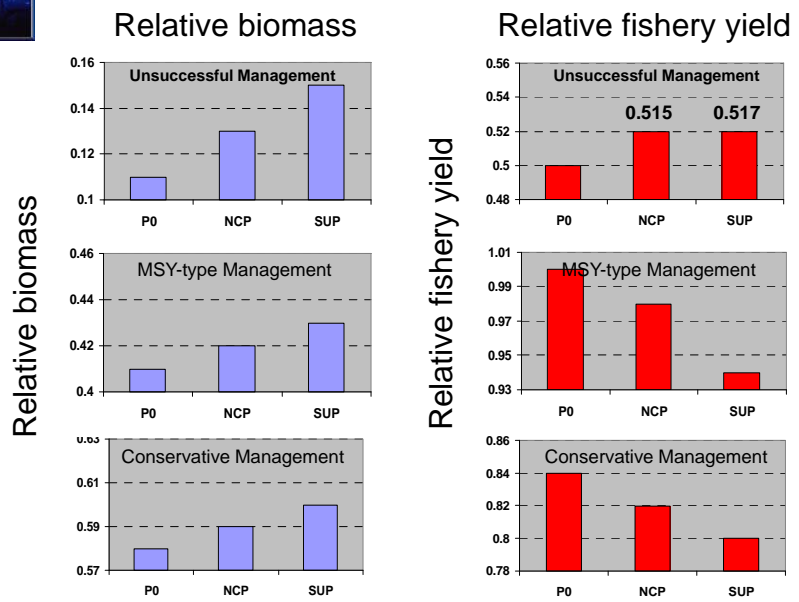 Relative biomass
Relative fishery yield
Relative biomass
0.16
0.14
0.12
0.1
Unsuccessful Management
P0 NCP SUP
0.46
0.44
0.42
0.4
MSY-type Management
P0 NCP SUP
0.63
0.61
0.59
0.57
Conservative Management
P0 NCP SUP
Relative fishery yield
0.56
0.54
0.52
0.5
0.48
Unsuccessful Management
0.515 0.517
P0 NCP SUP
1.01
0.99
0.97
0.95
0.93
MSY-type Management
P0 NCP SUP
0.86
0.84
0.82
0.8
0.78
Conservative Management
P0 NCP SUP